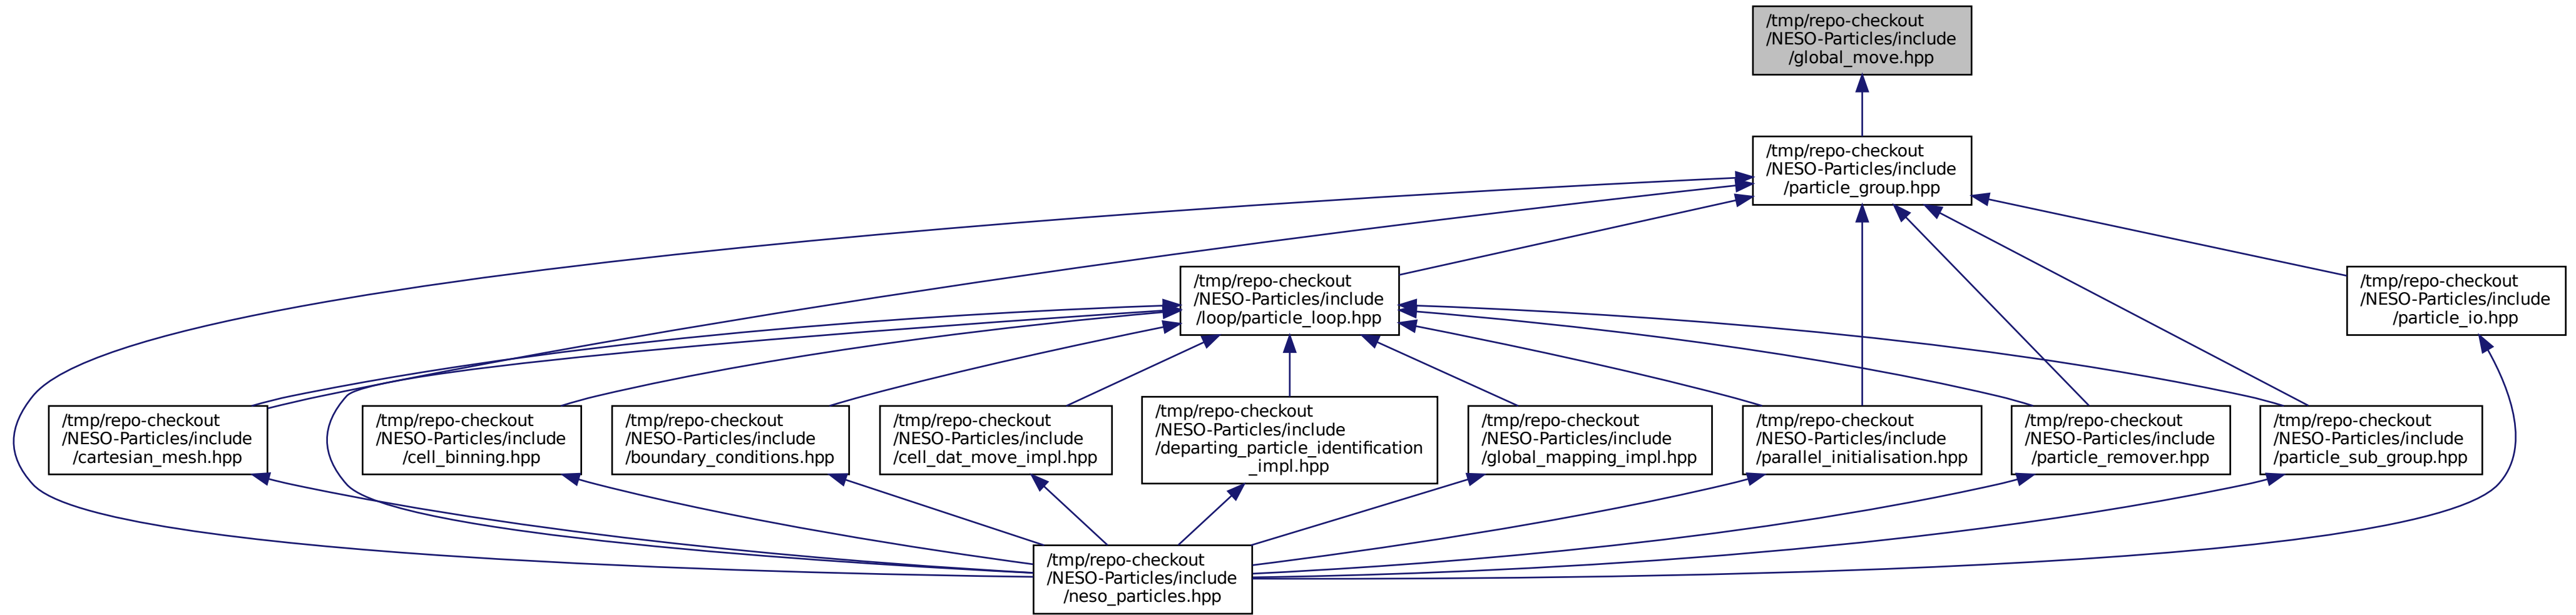 /tmp/repo-checkout
/NESO-Particles/include
/global_move.hpp
/tmp/repo-checkout
/NESO-Particles/include
/particle_group.hpp
/tmp/repo-checkout
/NESO-Particles/include
/loop/particle_loop.hpp
/tmp/repo-checkout
/NESO-Particles/include
/particle_io.hpp
/tmp/repo-checkout
/NESO-Particles/include
/cartesian_mesh.hpp
/tmp/repo-checkout
/NESO-Particles/include
/cell_binning.hpp
/tmp/repo-checkout
/NESO-Particles/include
/boundary_conditions.hpp
/tmp/repo-checkout
/NESO-Particles/include
/cell_dat_move_impl.hpp
/tmp/repo-checkout
/NESO-Particles/include
/departing_particle_identification
_impl.hpp
/tmp/repo-checkout
/NESO-Particles/include
/global_mapping_impl.hpp
/tmp/repo-checkout
/NESO-Particles/include
/parallel_initialisation.hpp
/tmp/repo-checkout
/NESO-Particles/include
/particle_remover.hpp
/tmp/repo-checkout
/NESO-Particles/include
/particle_sub_group.hpp
/tmp/repo-checkout
/NESO-Particles/include
/neso_particles.hpp